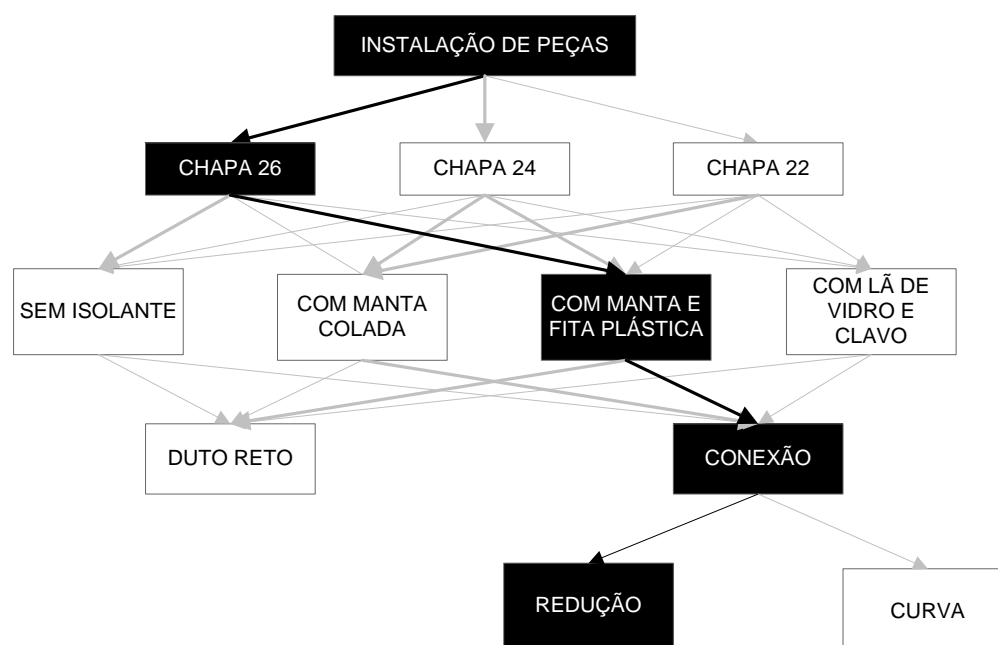 INSTALAÇÃO DE PEÇAS
CHAPA 26
CHAPA 24
CHAPA 22
SEM ISOLANTE
COM MANTA
COLADA
COM MANTA E
FITA PLÁSTICA
COM LÃ DE
VIDRO E
CLAVO
DUTO RETO
CONEXÃO
REDUÇÃO
CURVA